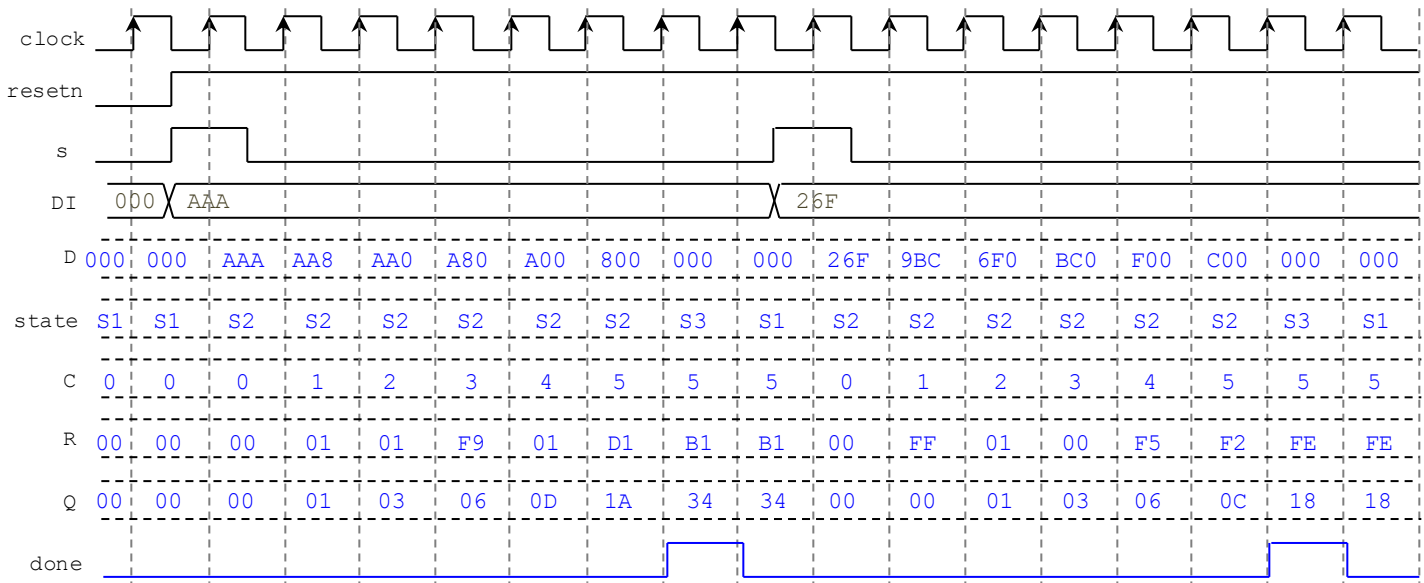 clock
resetn
s
DI 000 AAA 26F
D 000 000 AAA AA8 AA0 A80 A00 800 000 000 26F 9BC 6F0 BC0 F00 C00 000 000
state S1 S1 S2 S2 S2 S2 S2 S2 S3 S1 S2 S2 S2 S2 S2 S2 S3 S1
C 0 0 0 1 2 3 4 5 5 5 0 1 2 3 4 5 5 5
R 00 00 00 01 01 F9 01 D1 B1 B1 00 FF 01 00 F5 F2 FE FE
Q 00 00 00 01 03 06 0D 1A 34 34 00 00 01 03 06 0C 18 18
done